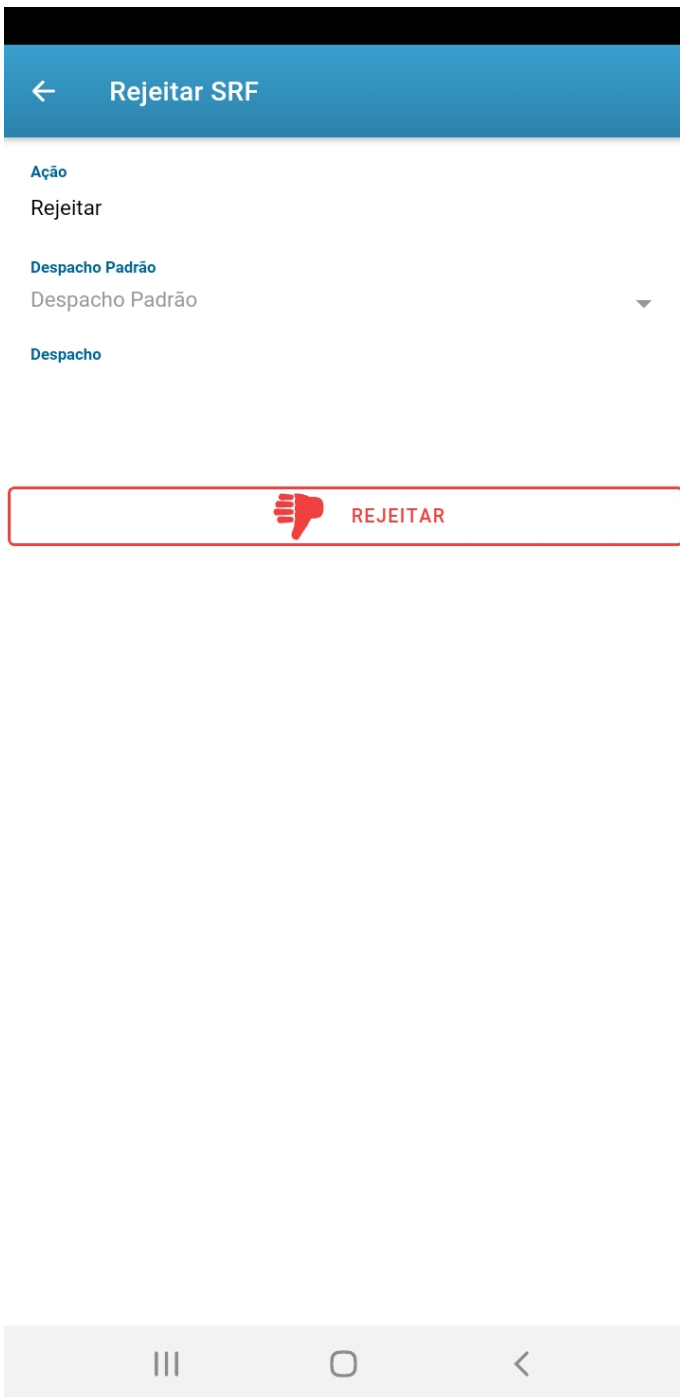 Rejeitar SRF
Ação
Rejeitar
Despacho Padrão
Despacho Padrão
Despacho
REJEITAR